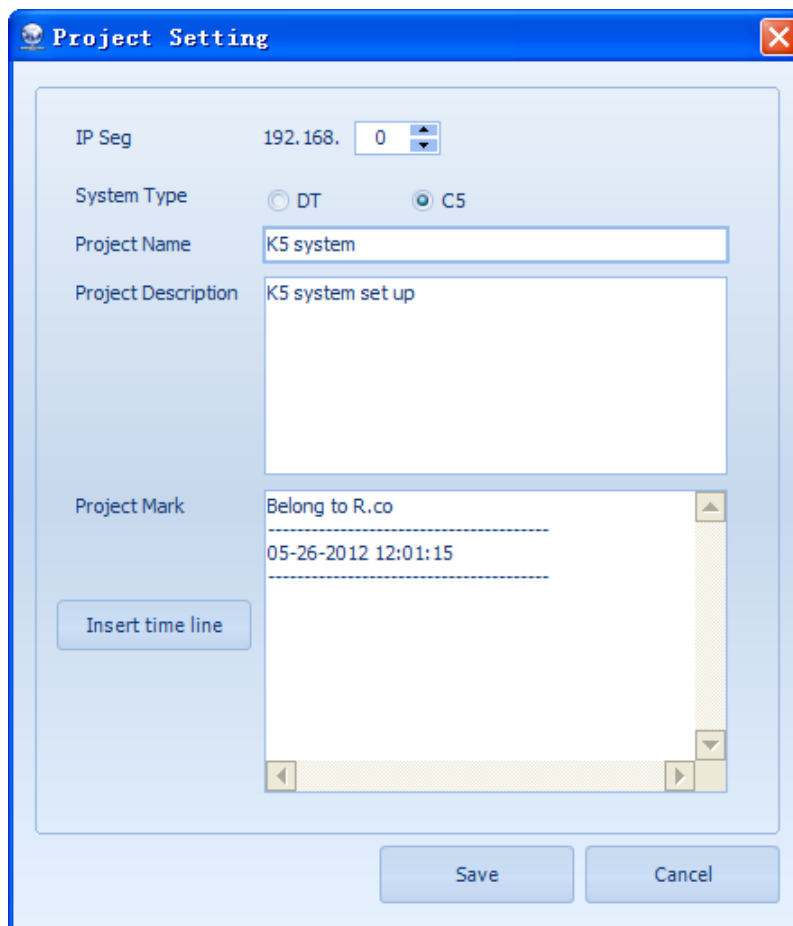 Project Setting
IP Seg 192.168. 0
System Type DT C5
Project Name K5 system
Project Description K5 system set up
Project Mark Belong to R.co
----------------------------------------
05-26-2012 12:01:15
----------------------------------------
Insert time line
Save Cancel